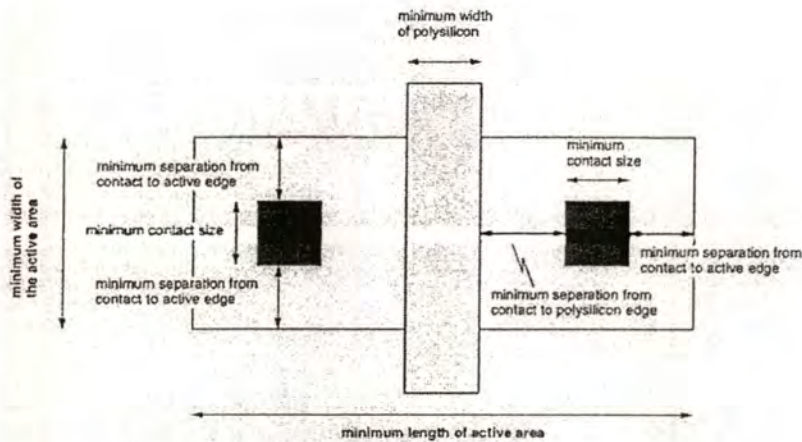 minimum width
of polysilicon
minimum separation from
contact to active edge
minimum
contact size
minimum width of
the active area
minimum contact size
minimum separation from
contact to active edge
minimum separation from
contact to active edge
minimum separation from
contact to polysilicon edge
minimum length of active area